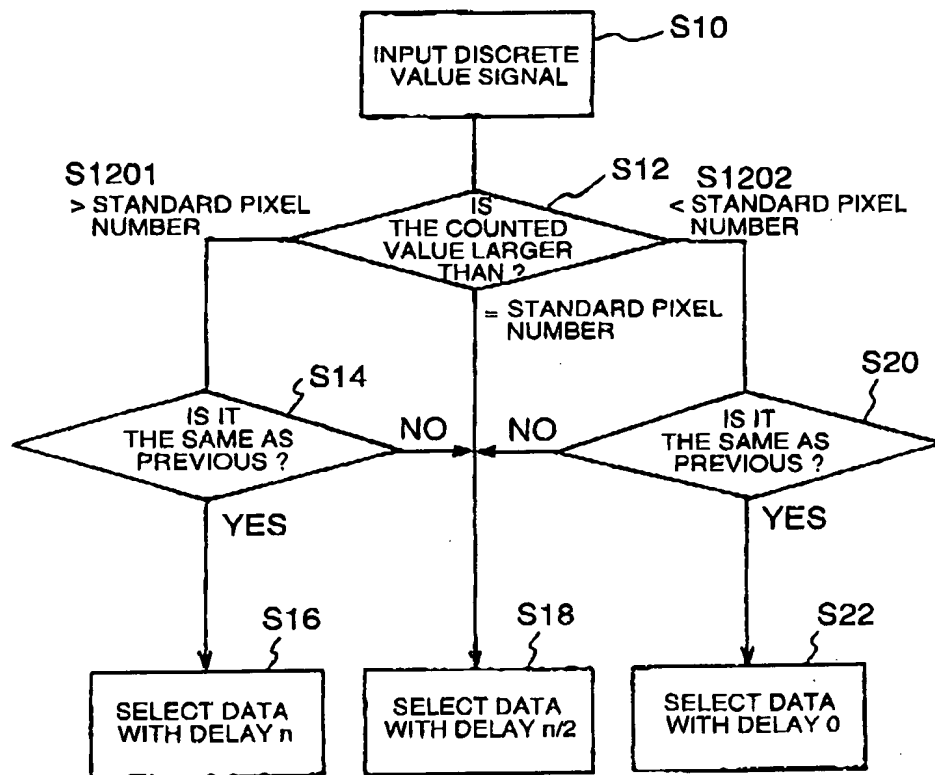 S10
INPUT DISCRETE
VALUE SIGNAL
S1201
> STANDARD PIXEL
NUMBER
S12
IS
THE COUNTED
VALUE LARGER
THAN ?
S1202
< STANDARD PIXEL
NUMBER
= STANDARD PIXEL
NUMBER
S14
IS IT
THE SAME AS
PREVIOUS ?
NO
NO
S20
IS IT
THE SAME AS
PREVIOUS ?
YES
YES
S16
SELECT DATA
WITH DELAY n
S18
SELECT DATA
WITH DELAY n/2
S22
SELECT DATA
WITH DELAY 0